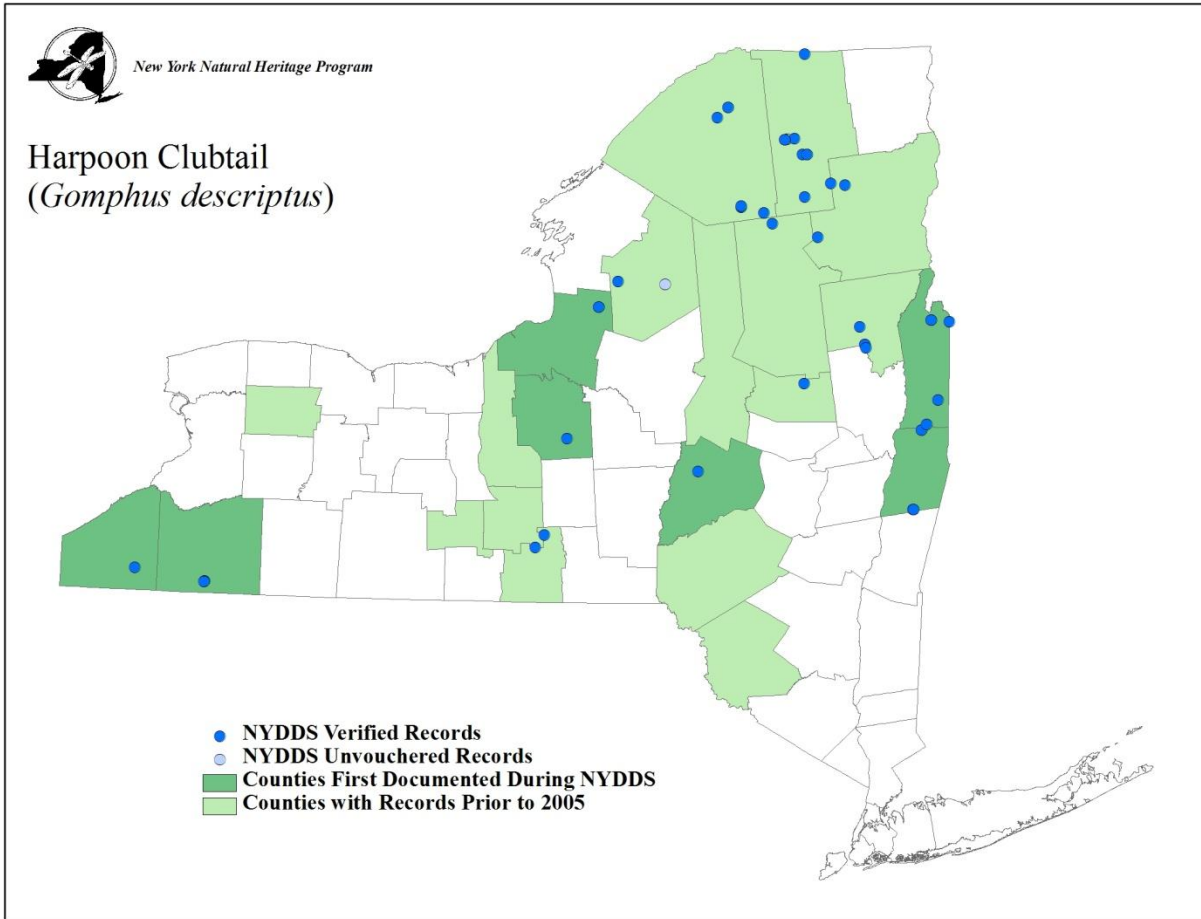 New York Natural Heritage Program
Harpoon Clubtail
(Gomphus descriptus)
NYDDS Verified Records
NYDDS Unvouchered Records
Counties First Documented During NYDDS
Counties with Records Prior to 2005